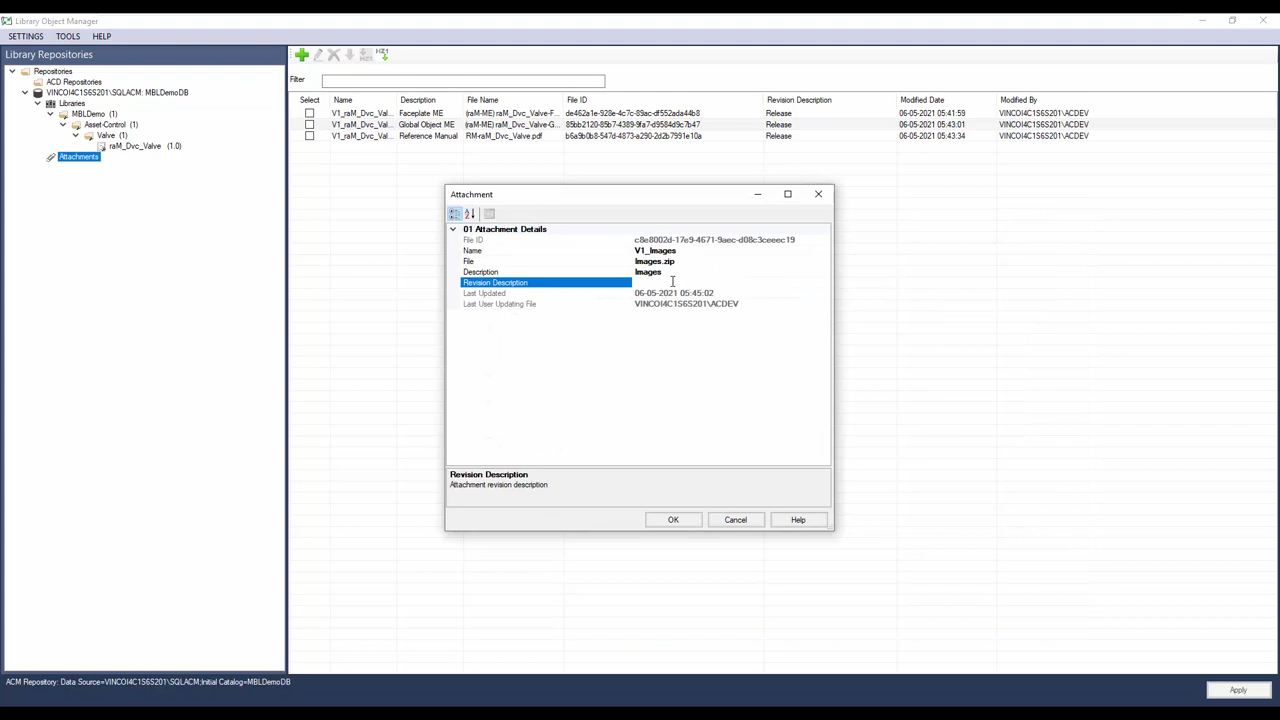 Library Object Manager
SETTINGS TOOLS HELP
Library Repositories
Repositories
ACD Repositories
VINCOI4C1S6S201\SQLACM: MBLDemoDB
Libraries
MBLDemo (1)
Asset-Control (1)
Valve (1)
raM_Dvc_Valve (1.0)
Attachments
HZ1
Filter
Select Name Description File Name File ID Revision Description Modified Date Modified By
V1_raM_Dvc_Val... Faceplate ME (raM-ME) raM_Dvc_Valve-F... de462a1e-928e-4c7c-89ac-df552ada44b8 Release 06-05-2021 05:41:59 VINCOI4C1S6S201\ACDEV
V1_raM_Dvc_Val... Global Object ME (raM-ME) raM_Dvc_Valve-G... 85bb2120-85b7-4389-9fa7-d9584d9c7b47 Release 06-05-2021 05:43:01 VINCOI4C1S6S201\ACDEV
V1_raM_Dvc_Val... Reference Manual RM-raM_Dvc_Valve.pdf b6a9b0b8-547d-4873-a290-2d2b7991e10a Release 06-05-2021 05:43:34 VINCOI4C1S6S201\ACDEV
Attachment
01 Attachment Details
File ID c8e8002d-17e9-4671-9aec-d08c3ceeec19
Name V1_Images
File Images.zip
Description Images
Revision Description
Last Updated 06-05-2021 05:45:02
Last User Updating File VINCOI4C1S6S201\ACDEV
Revision Description
Attachment revision description
OK Cancel Help
ACM Repository: Data Source=VINCOI4C1S6S201\SQLACM;Initial Catalog=MBLDemoDB
Apply